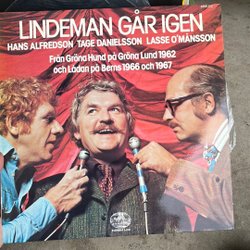 LINDEMAN GÅR IGEN
HANS ALFREDSON TAGE DANIELSSON LASSE O'MÅNSSON
Från Gröna Hund på Gröna Lund 1962
och Lådan på Berns 1966 och 1967